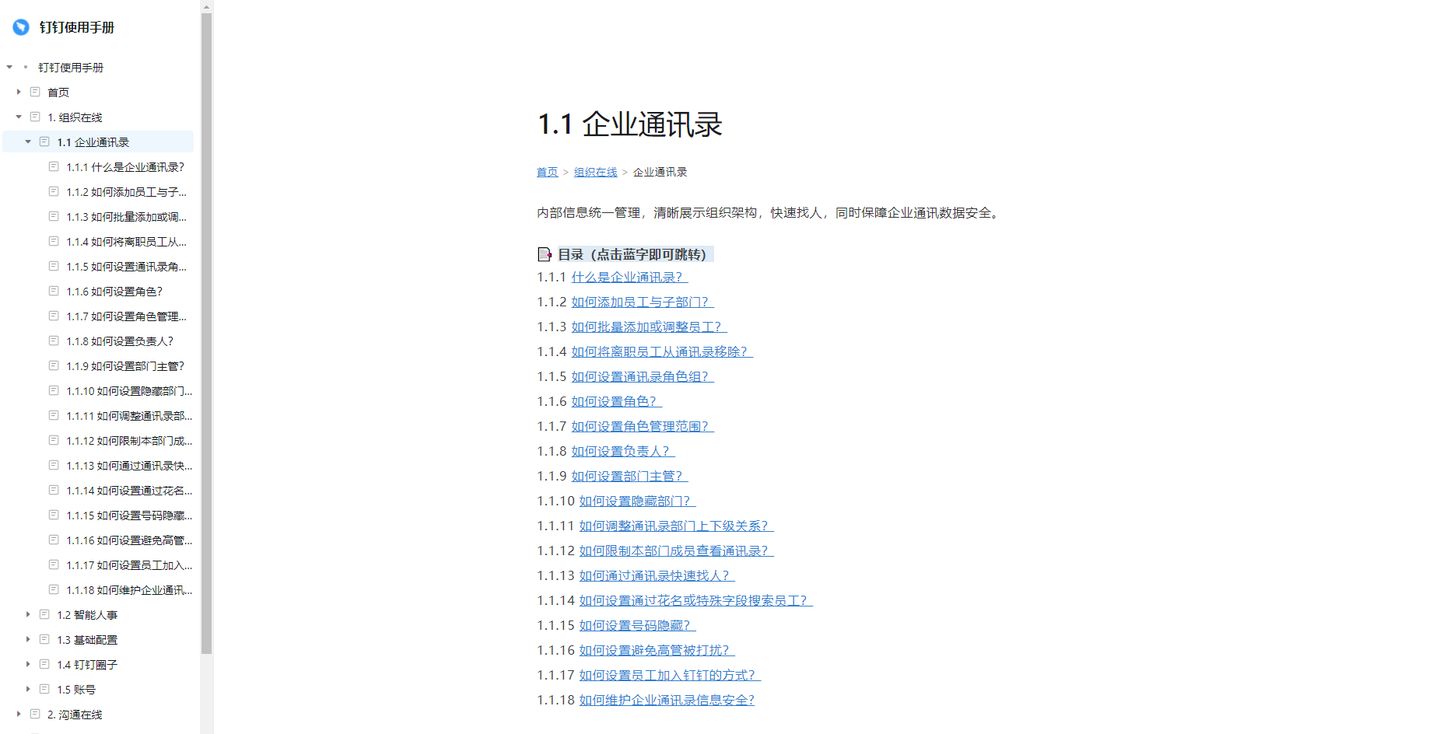 钉钉使用手册
钉钉使用手册
首页
1. 组织在线
1.1 企业通讯录
1.1.1 什么是企业通讯录？
1.1.2 如何添加员工与子...
1.1.3 如何批量添加或调...
1.1.4 如何将离职员工从...
1.1.5 如何设置通讯录角...
1.1.6 如何设置角色？
1.1.7 如何设置角色管理...
1.1.8 如何设置负责人？
1.1.9 如何设置部门主管？
1.1.10 如何设置隐藏部门...
1.1.11 如何调整通讯录部...
1.1.12 如何限制本部门成...
1.1.13 如何通过通讯录快...
1.1.14 如何设置通过花名...
1.1.15 如何设置号码隐藏...
1.1.16 如何设置避免高管...
1.1.17 如何设置员工加入...
1.1.18 如何维护企业通讯...
1.2 智能人事
1.3 基础配置
1.4 钉钉圈子
1.5 账号
2. 沟通在线
1.1 企业通讯录
首页 > 组织在线 > 企业通讯录
内部信息统一管理，清晰展示组织架构，快速找人，同时保障企业通讯数据安全。
目录（点击蓝字即可跳转）
1.1.1 什么是企业通讯录？
1.1.2 如何添加员工与子部门？
1.1.3 如何批量添加或调整员工？
1.1.4 如何将离职员工从通讯录移除？
1.1.5 如何设置通讯录角色组？
1.1.6 如何设置角色？
1.1.7 如何设置角色管理范围？
1.1.8 如何设置负责人？
1.1.9 如何设置部门主管？
1.1.10 如何设置隐藏部门？
1.1.11 如何调整通讯录部门上下级关系？
1.1.12 如何限制本部门成员查看通讯录？
1.1.13 如何通过通讯录快速找人？
1.1.14 如何设置通过花名或特殊字段搜索员工？
1.1.15 如何设置号码隐藏？
1.1.16 如何设置避免高管被打扰？
1.1.17 如何设置员工加入钉钉的方式？
1.1.18 如何维护企业通讯录信息安全?